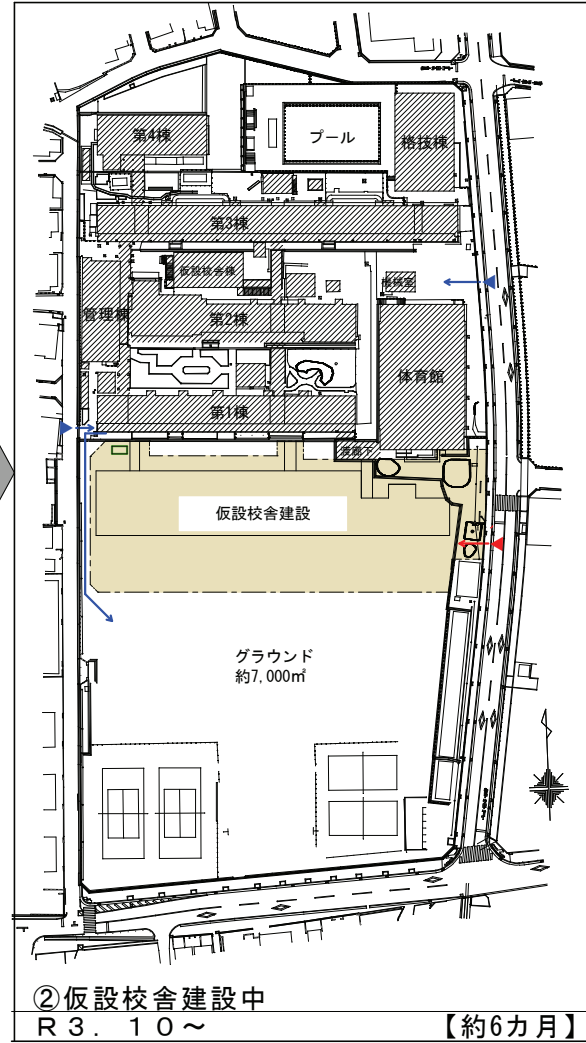 第4棟
プール
格技棟
第3棟
仮設校舎棟
機械室
管理棟
第2棟
体育館
第1棟
渡廊下
仮設校舎建設
グラウンド
約7,000㎡
②仮設校舎建設中
R3.10～
【約6カ月】